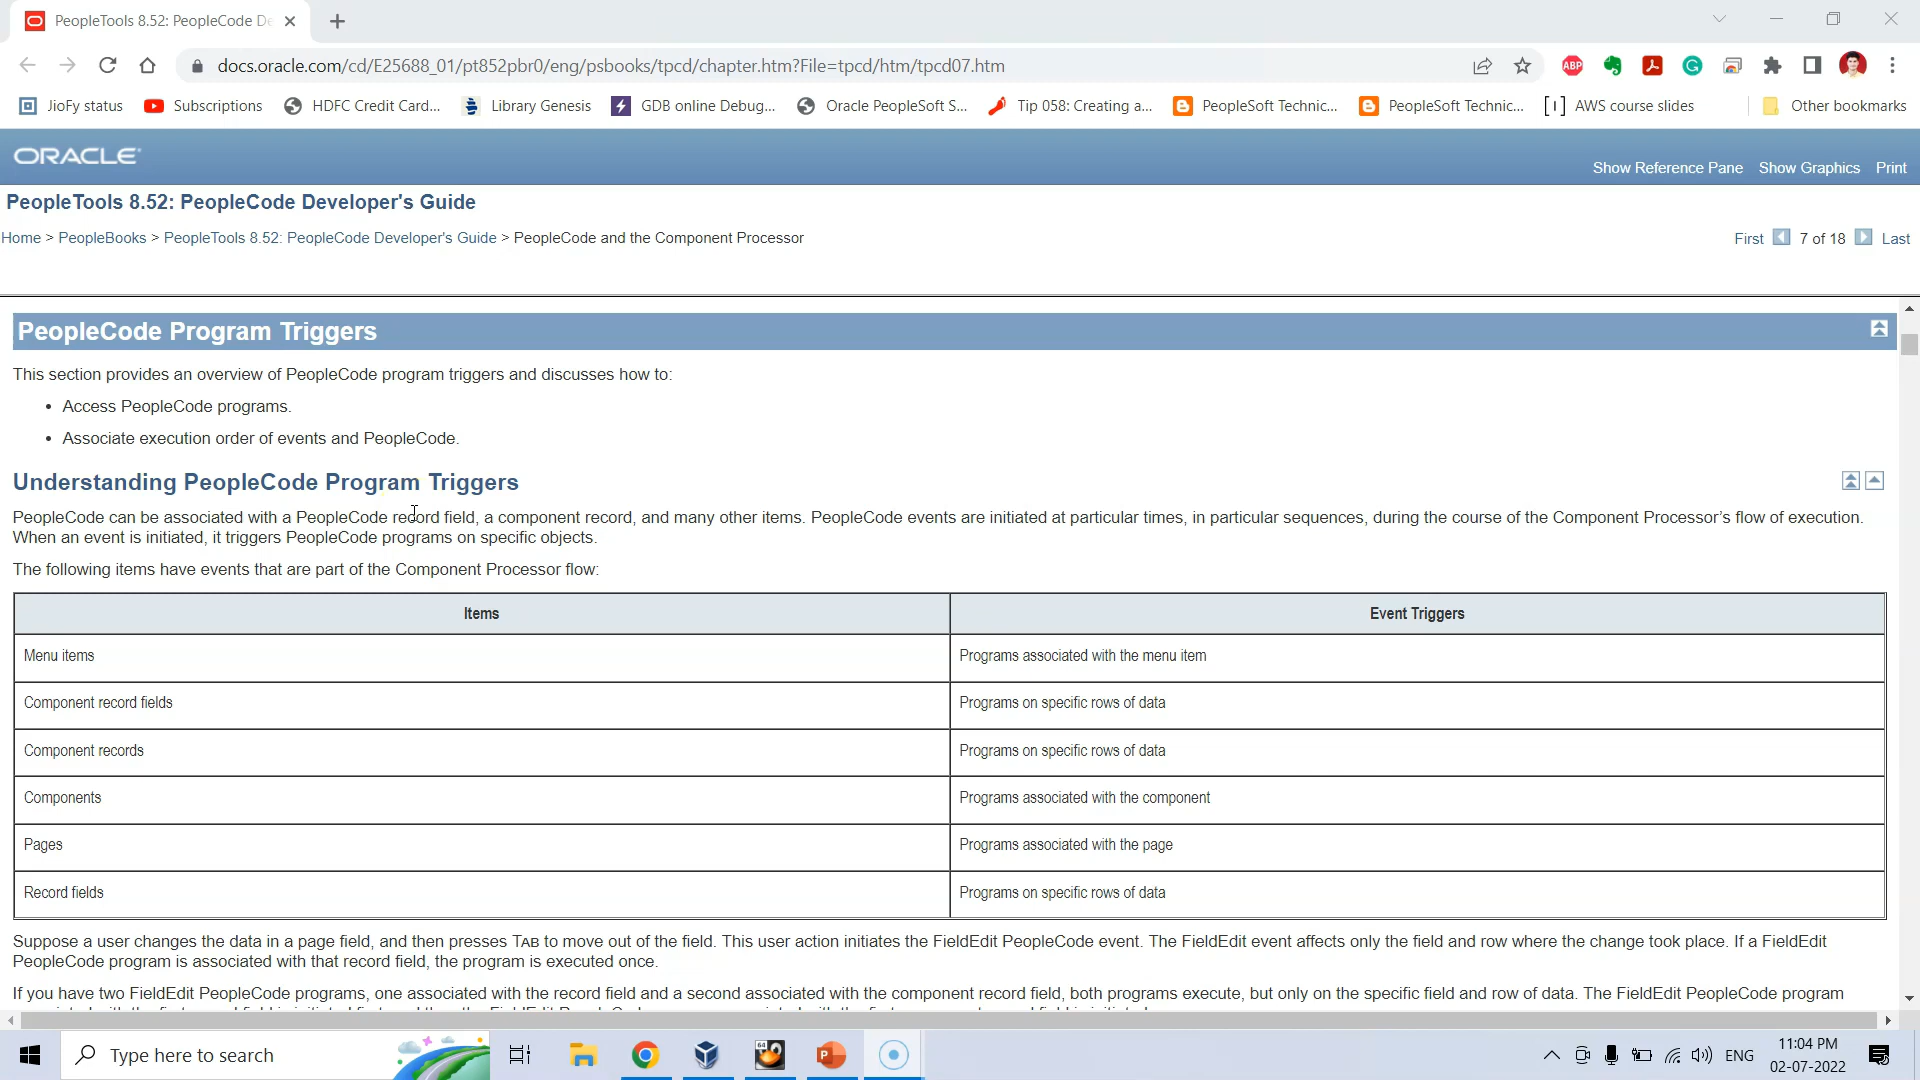 PeopleTools 8.52: PeopleCode De
docs.oracle.com/cd/E25688_01/pt852pbr0/eng/psbooks/tpcd/chapter.htm?File=tpcd/htm/tpcd07.htm
ABP
JioFy status
Subscriptions
HDFC Credit Card...
Library Genesis
GDB online Debug...
Oracle PeopleSoft S...
Tip 058: Creating a...
PeopleSoft Technic...
PeopleSoft Technic...
AWS course slides
Other bookmarks
ORACLE
Show Reference Pane
Show Graphics
Print
PeopleTools 8.52: PeopleCode Developer's Guide
Home > PeopleBooks > PeopleTools 8.52: PeopleCode Developer's Guide > PeopleCode and the Component Processor
First 7 of 18 Last
PeopleCode Program Triggers
This section provides an overview of PeopleCode program triggers and discusses how to:
• Access PeopleCode programs.
• Associate execution order of events and PeopleCode.
Understanding PeopleCode Program Triggers
PeopleCode can be associated with a PeopleCode record field, a component record, and many other items. PeopleCode events are initiated at particular times, in particular sequences, during the course of the Component Processor's flow of execution.
When an event is initiated, it triggers PeopleCode programs on specific objects.
The following items have events that are part of the Component Processor flow:
Items
Event Triggers
Menu items
Programs associated with the menu item
Component record fields
Programs on specific rows of data
Component records
Programs on specific rows of data
Components
Programs associated with the component
Pages
Programs associated with the page
Record fields
Programs on specific rows of data
Suppose a user changes the data in a page field, and then presses TAB to move out of the field. This user action initiates the FieldEdit PeopleCode event. The FieldEdit event affects only the field and row where the change took place. If a FieldEdit
PeopleCode program is associated with that record field, the program is executed once.
If you have two FieldEdit PeopleCode programs, one associated with the record field and a second associated with the component record field, both programs execute, but only on the specific field and row of data. The FieldEdit PeopleCode program
Type here to search
64
ENG
11:04 PM
02-07-2022